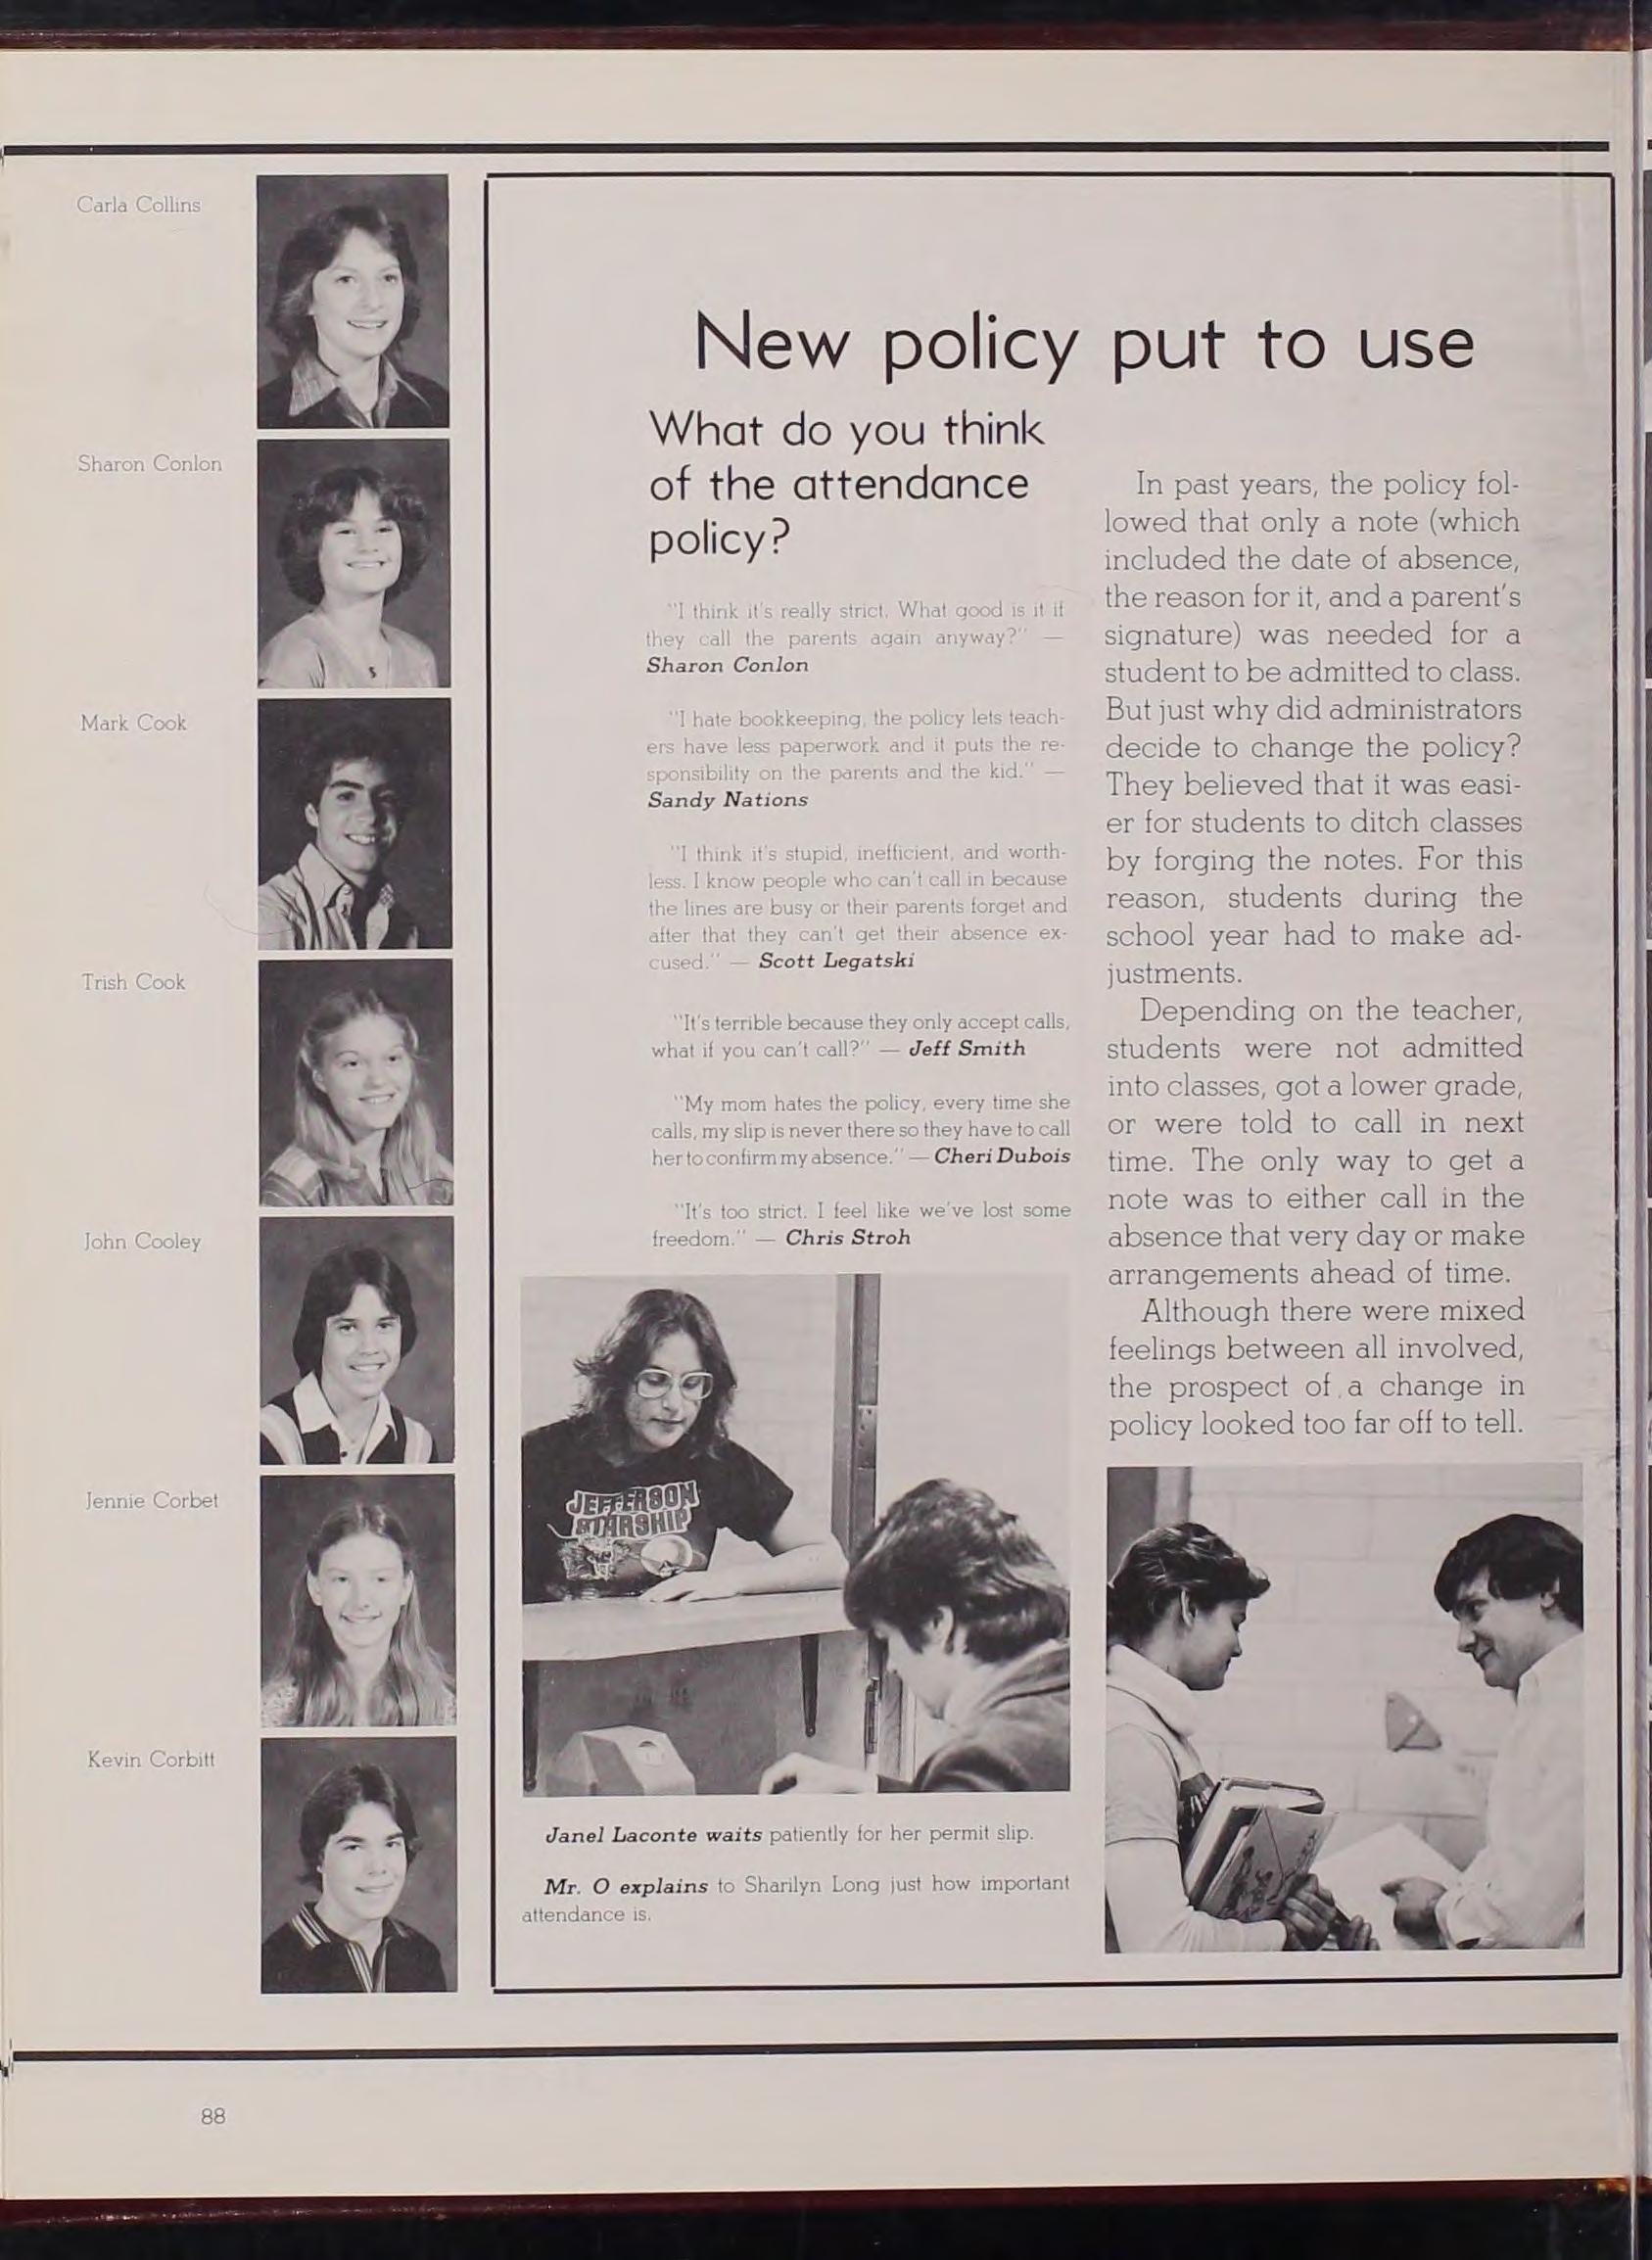 Carla Collins
Sharon Conlon
Mark Cook
Trish Cook
John Cooley
Jennie Corbet
Kevin Corbitt
New policy put to use
What do you think
of the attendance
policy?
"I think it's really strict. What good is it if
they call the parents again anyway?" —
Sharon Conlon
"I hate bookkeeping, the policy lets teach-
ers have less paperwork and it puts the re-
sponsibility on the parents and the kid." —
Sandy Nations
"I think it's stupid, inefficient, and worth-
less. I know people who can't call in because
the lines are busy or their parents forget and
after that they can't get their absence ex-
cused." — Scott Legatski
"It's terrible because they only accept calls,
what if you can't call?" — Jeff Smith
"My mom hates the policy, every time she
calls, my slip is never there so they have to call
her to confirm my absence." — Cheri Dubois
"It's too strict. I feel like we've lost some
freedom." — Chris Stroh
In past years, the policy fol-
lowed that only a note (which
included the date of absence,
the reason for it, and a parent's
signature) was needed for a
student to be admitted to class.
But just why did administrators
decide to change the policy?
They believed that it was easi-
er for students to ditch classes
by forging the notes. For this
reason, students during the
school year had to make ad-
justments.
Depending on the teacher,
students were not admitted
into classes, got a lower grade,
or were told to call in next
time. The only way to get a
note was to either call in the
absence that very day or make
arrangements ahead of time.
Although there were mixed
feelings between all involved,
the prospect of a change in
policy looked too far off to tell.
JEFFERSON
STARSHIP
Janel Laconte waits patiently for her permit slip.
Mr. O explains to Sharilyn Long just how important
attendance is.
88